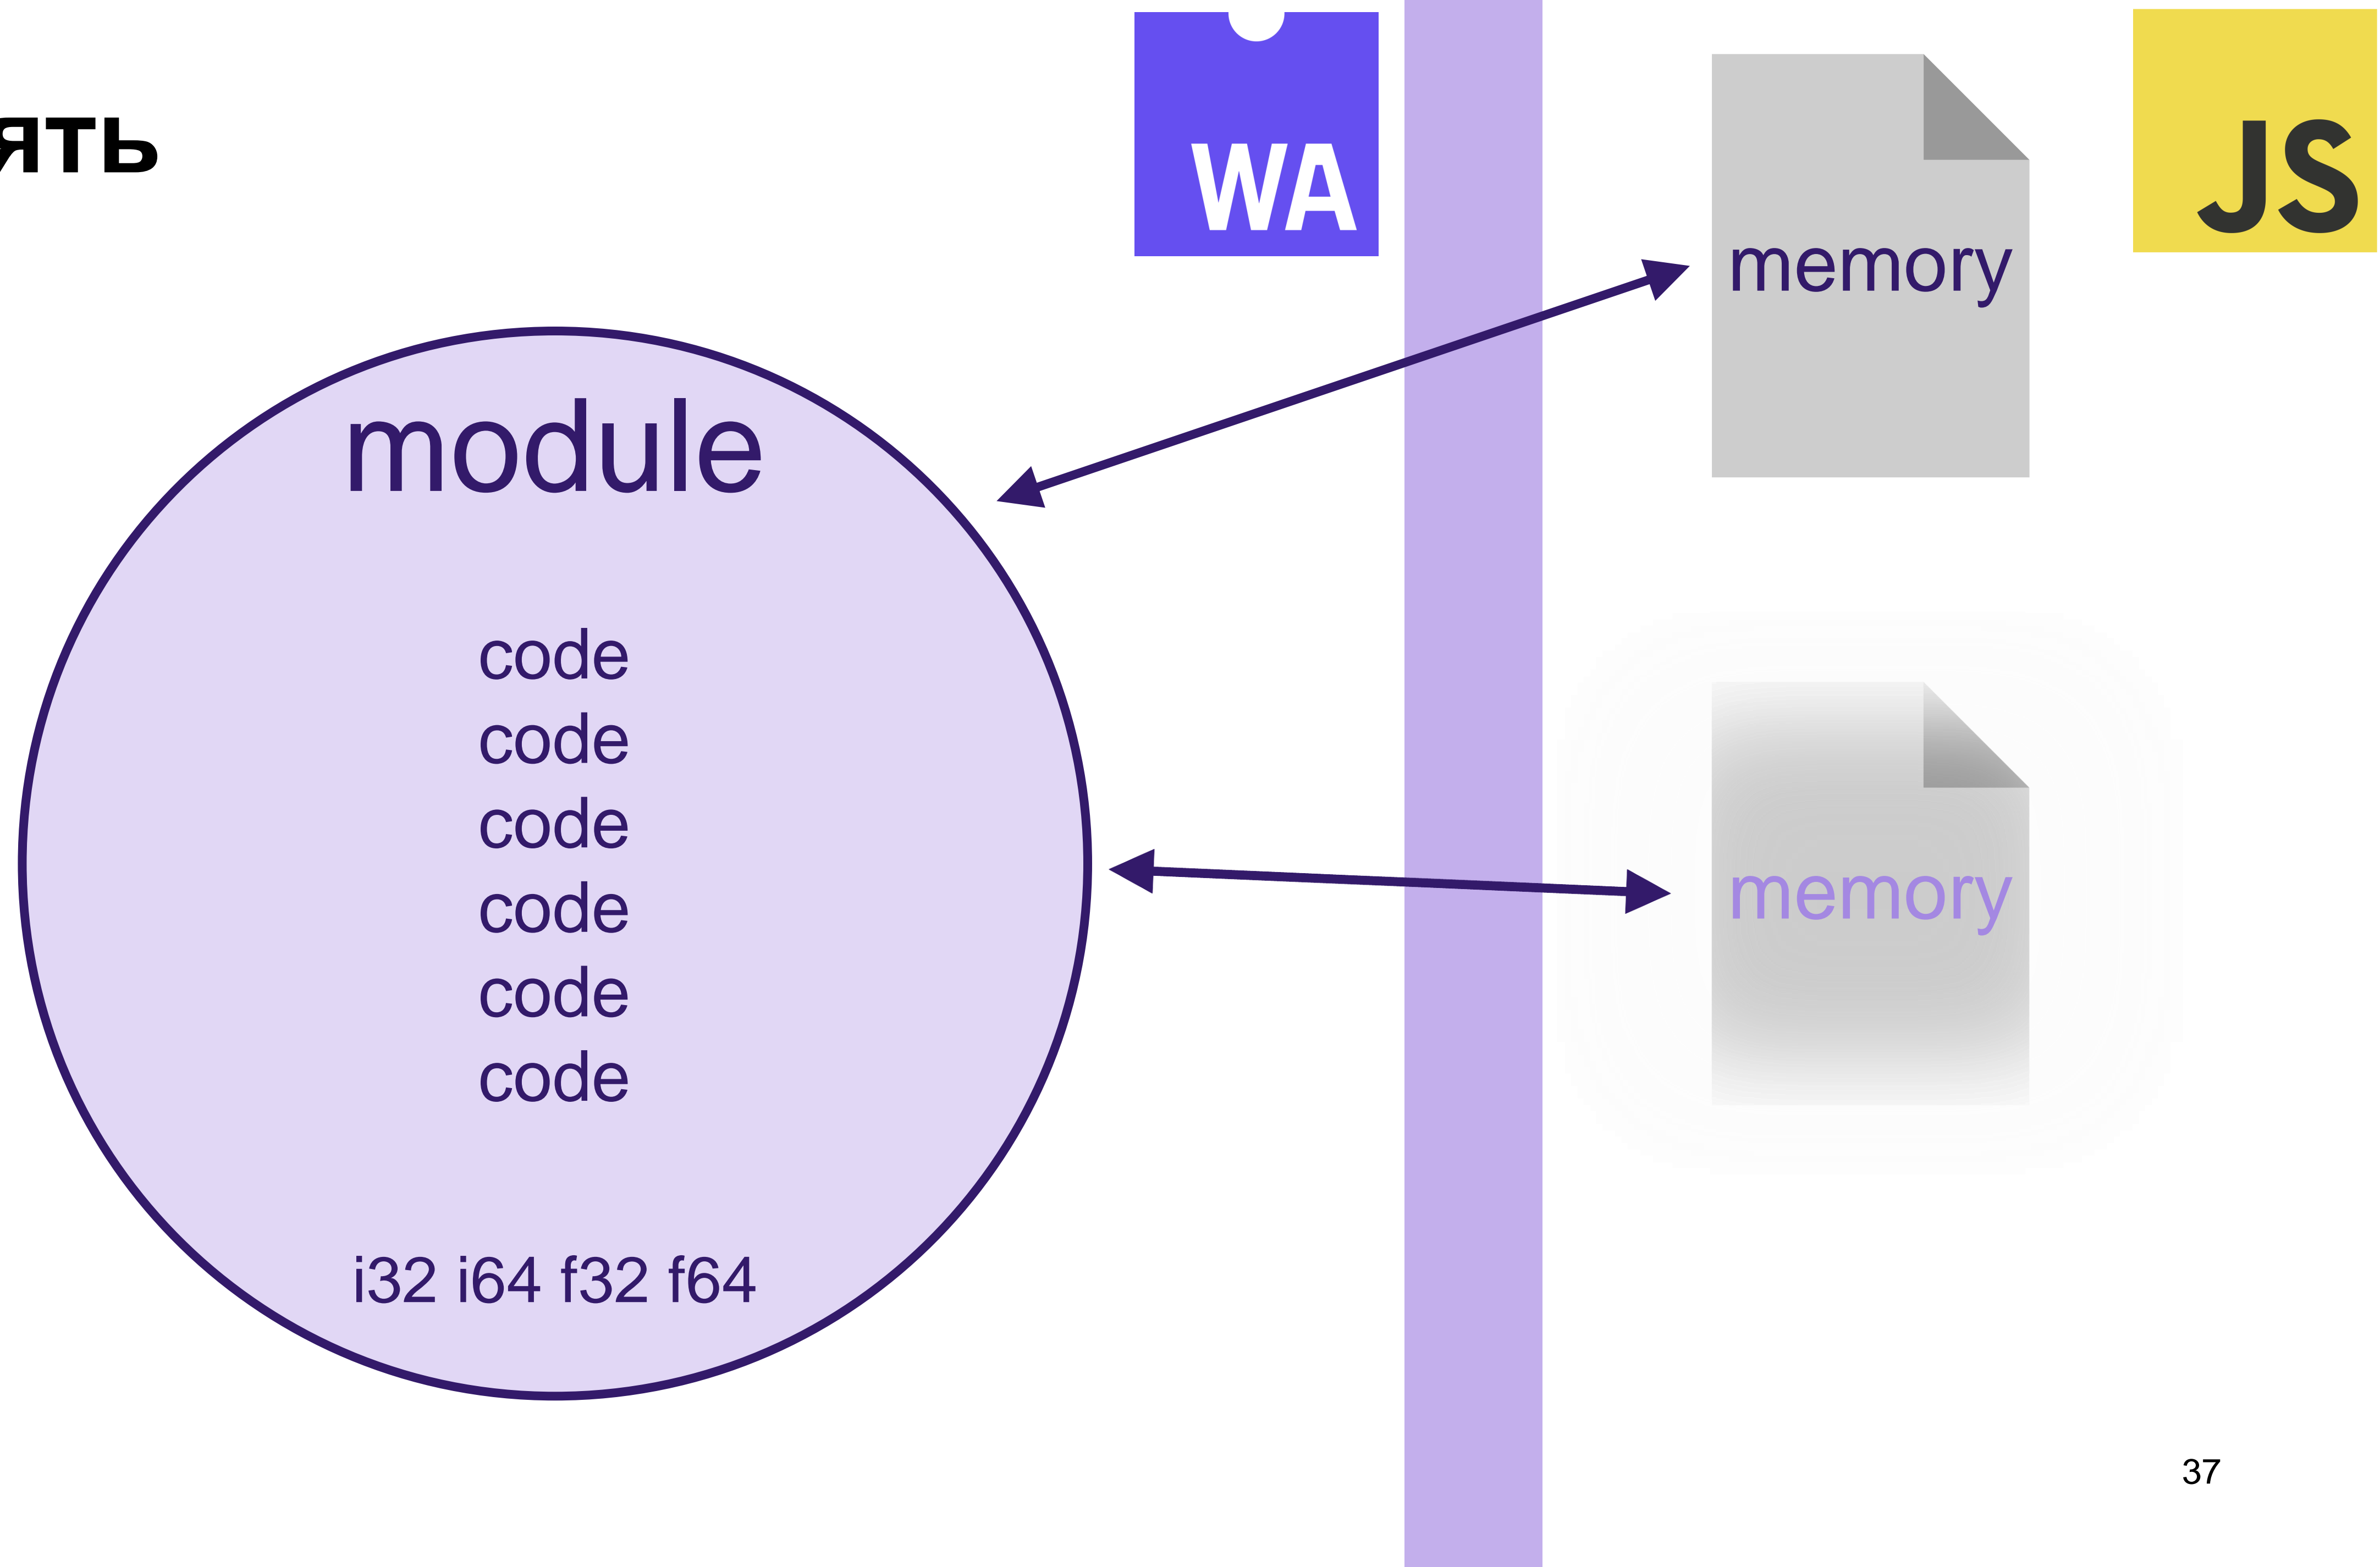 ять
WA
JS
memory
module
code
code
code
code
code
code
memory
i32 i64 f32 f64
37